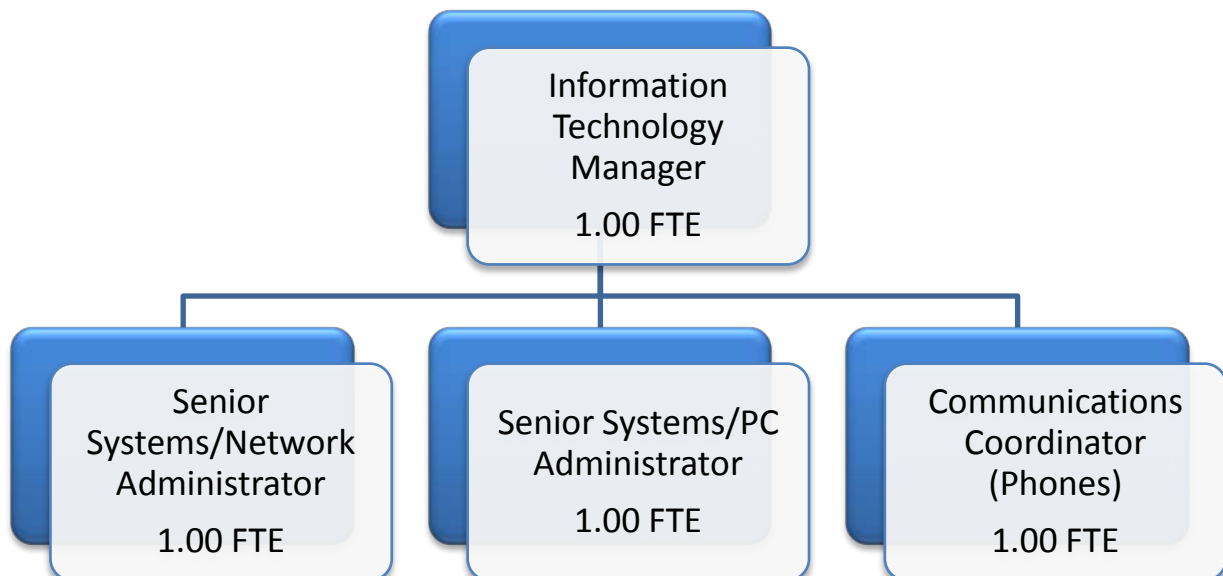 Information
Technology
Manager
1.00 FTE
Senior
Systems/Network
Administrator
1.00 FTE
Senior Systems/PC
Administrator
1.00 FTE
Communications
Coordinator
(Phones)
1.00 FTE